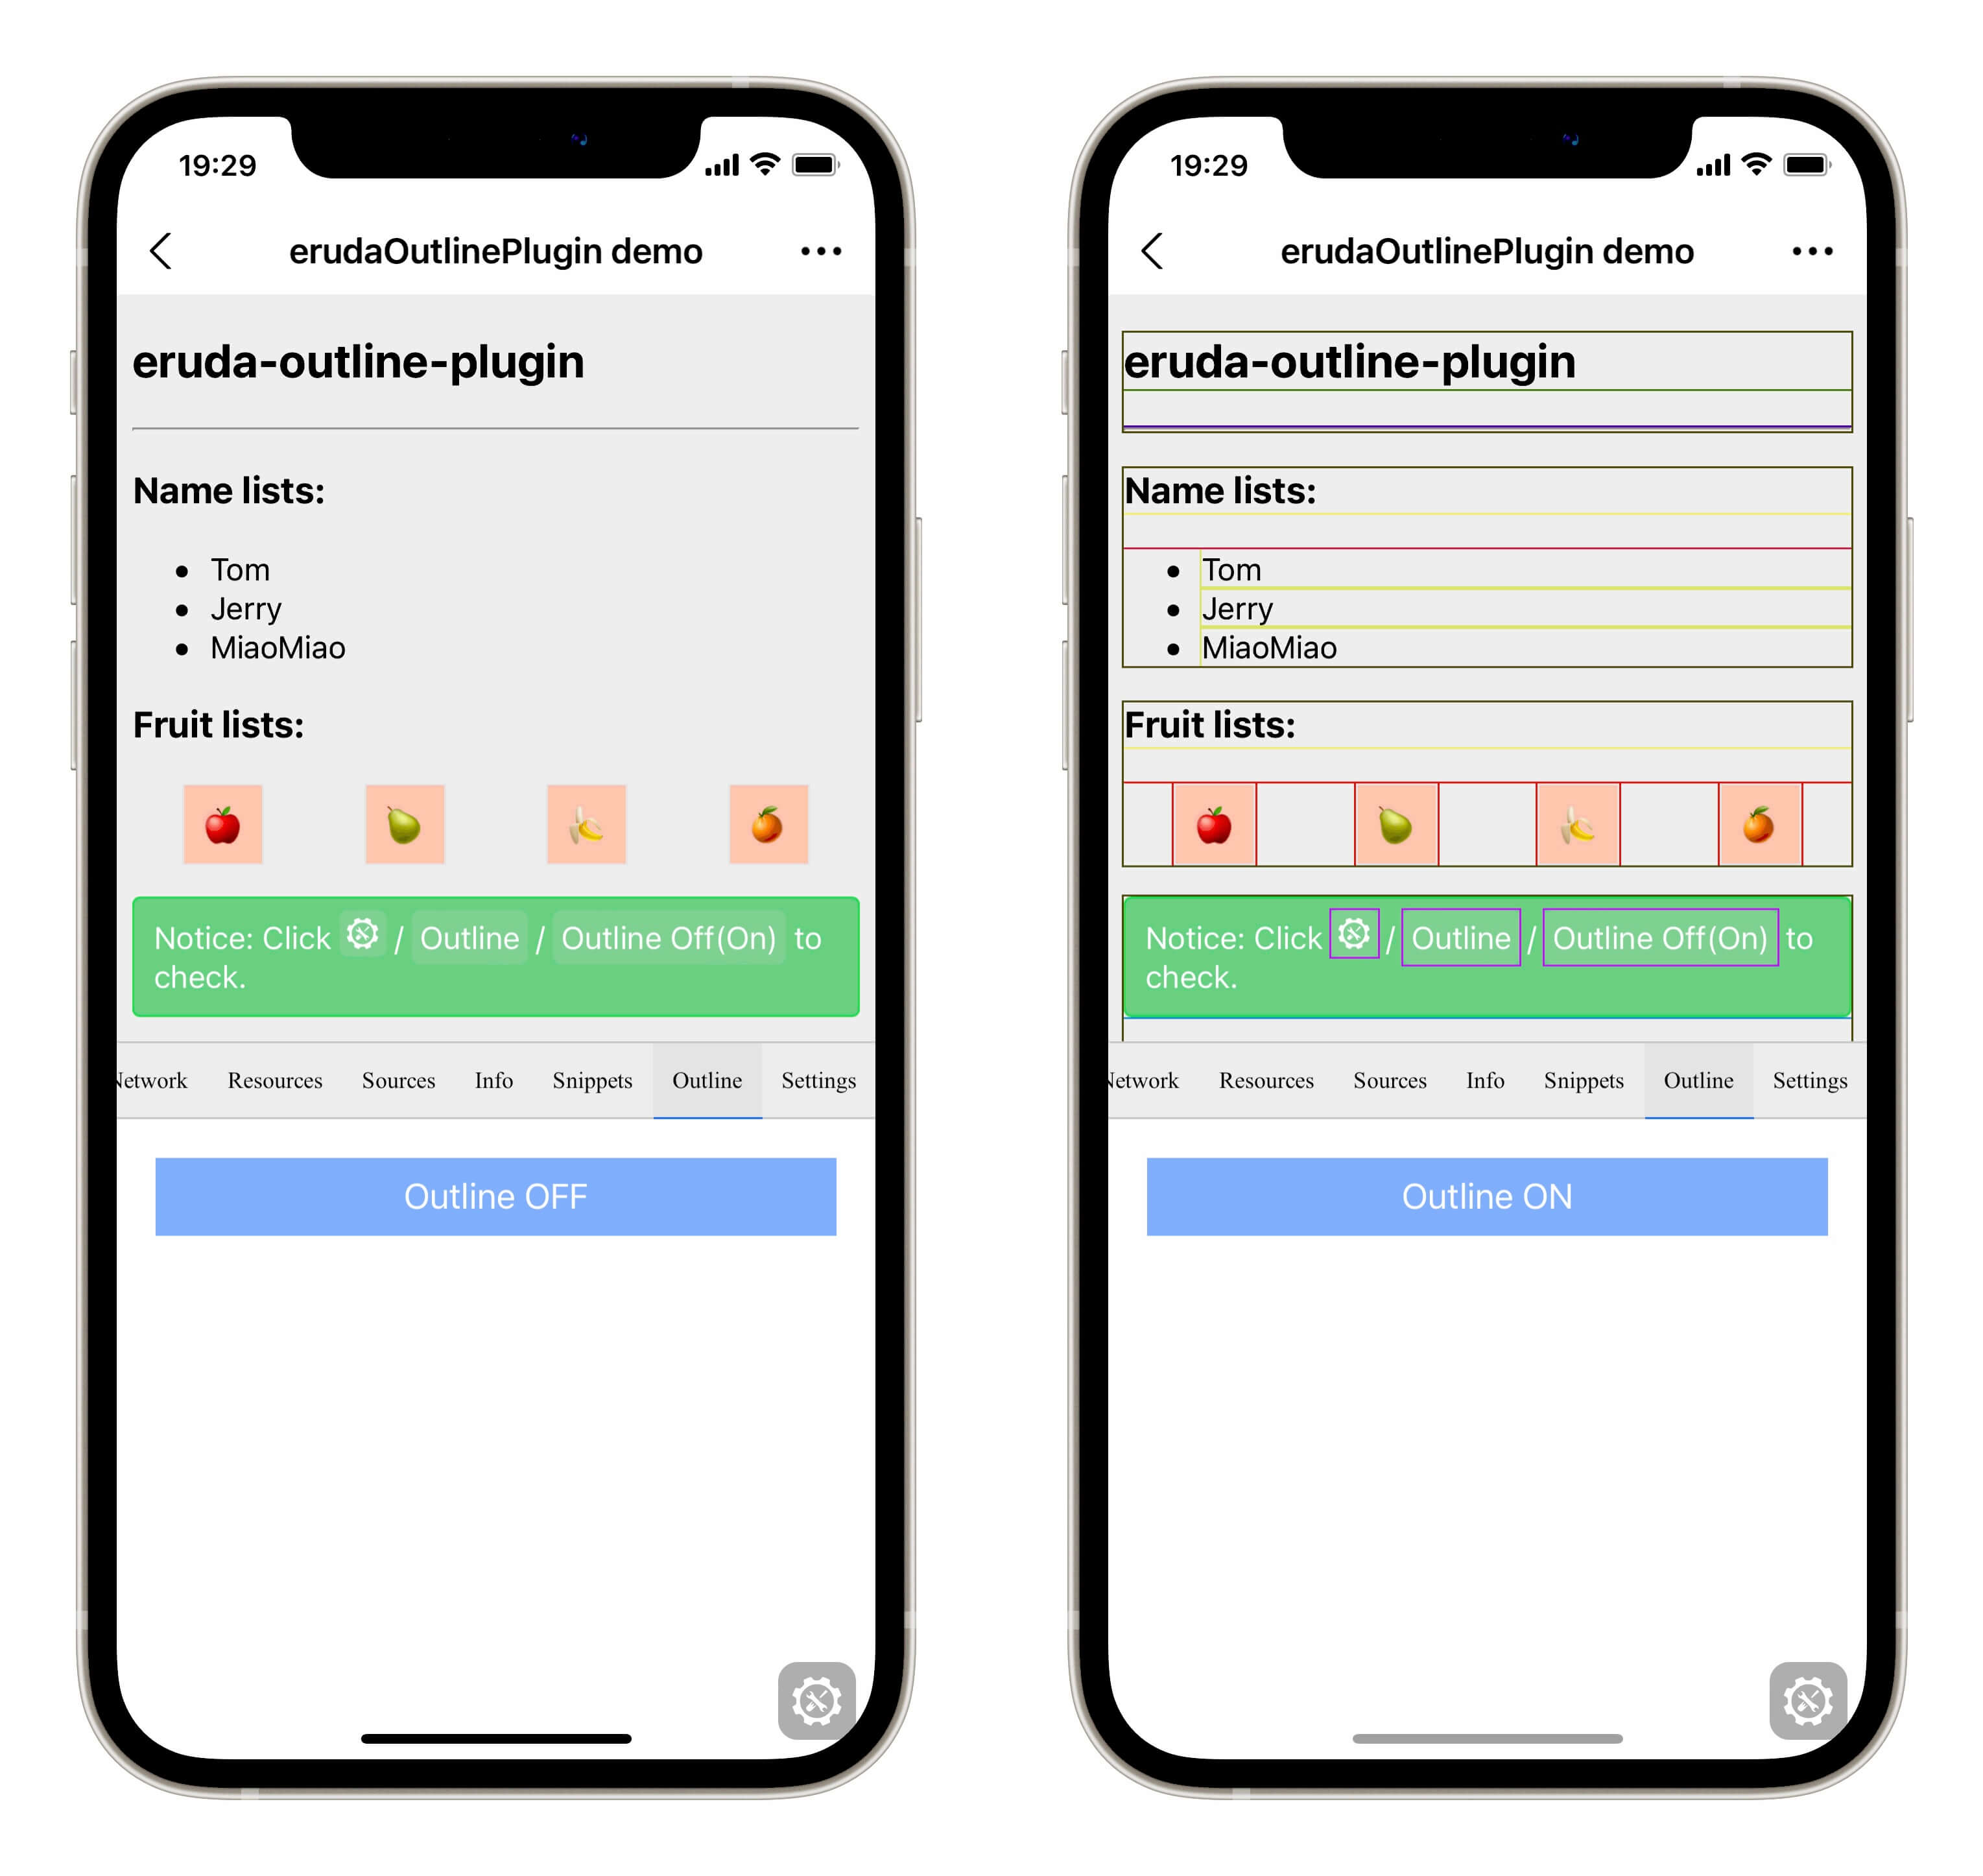 19:29
erudaOutlinePlugin demo
eruda-outline-plugin
Name lists:
Tom
Jerry
MiaoMiao
Fruit lists:
Notice: Click / Outline / Outline Off(On) to
check.
Network Resources Sources Info Snippets Outline Settings
Outline OFF
19:29
erudaOutlinePlugin demo
eruda-outline-plugin
Name lists:
Tom
Jerry
MiaoMiao
Fruit lists:
Notice: Click / Outline / Outline Off(On) to
check.
Network Resources Sources Info Snippets Outline Settings
Outline ON